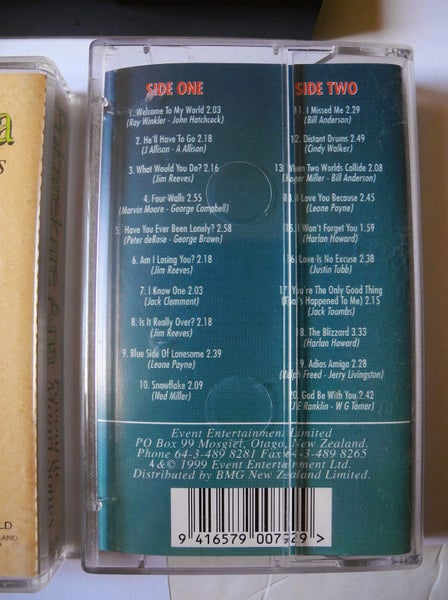 SIDE ONE
1. Welcome To My World 2.03
(Ray Winkler - John Hatchcock)
2. He'll Have To Go 2.18
(J Allison - A Allison)
3. What Would You Do? 2.16
(Jim Reeves)
4. Four Walls 2.55
(Marvin Moore - George Campbell)
5. Have You Ever Been Lonely? 2.58
(Peter deRose - George Brown)
6. Am I Losing You? 2.18
(Jim Reeves)
7. I Know One 2.03
(Jack Clemment)
8. Is It Really Over? 2.18
(Jim Reeves)
9. Blue Side Of Lonesome 2.39
(Leone Payne)
10. Snowflake 2.09
(Ned Miller)
SIDE TWO
11. I Missed Me 2.29
(Bill Anderson)
12. Distant Drums 2.49
(Cindy Walker)
13. When Two Worlds Collide 2.08
(Roger Miller - Bill Anderson)
14. I Love You Because 2.45
(Leone Payne)
15. I Won't Forget You 1.59
(Harlan Howard)
16. Love Is No Excuse 2.38
(Justin Tubb)
17. You're The Only Good Thing
(That's Happened To Me) 2.15
(Jack Toombs)
18. The Blizzard 3.33
(Harlan Howard)
19. Adios Amiga 2.28
(Ralph Freed - Jerry Livingston)
20. God Be With You 2.42
(J E Ranklin - W G Tomer)
Event Entertainment Limited
PO Box 99 Mosgiel, Otago, New Zealand.
Phone 64-3-489 8281 Fax 64-3-489 8265
4 & © 1999 Event Entertainment Ltd.
Distributed by BMG New Zealand Limited.
9 416579 007729 >